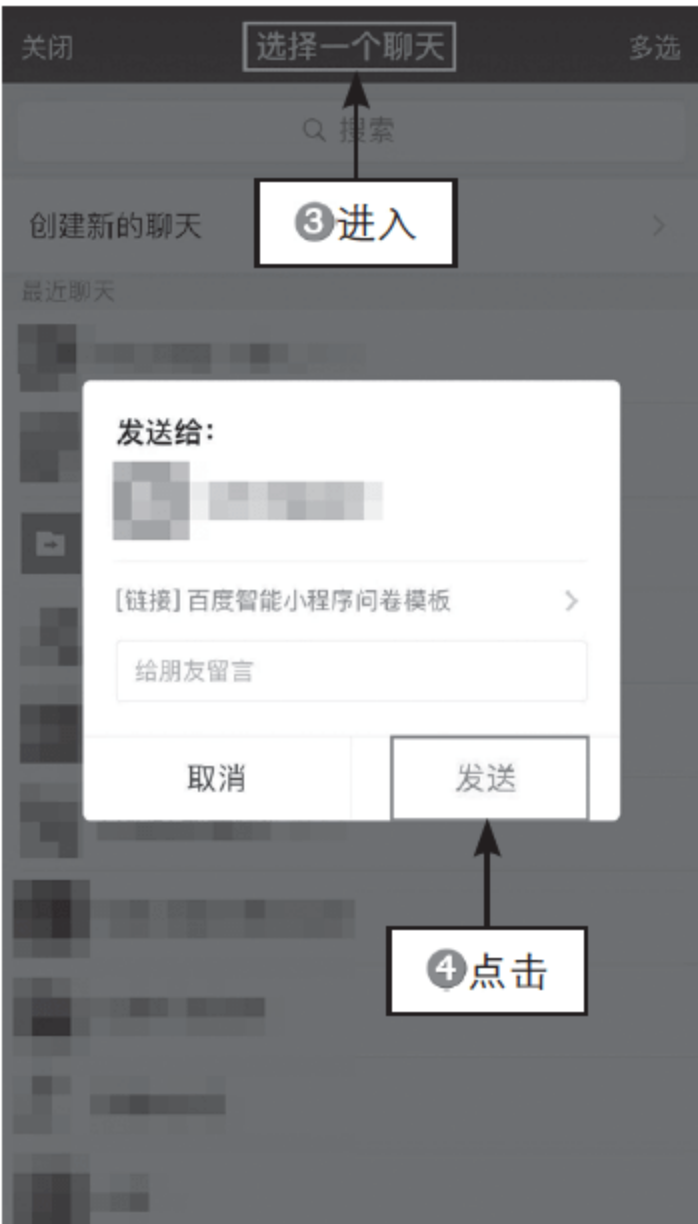 关闭 选择一个聊天 多选
搜索
❸进入
创建新的聊天
最近聊天
发送给：
[链接] 百度智能小程序问卷模板
给朋友留言
取消 发送
❹点击